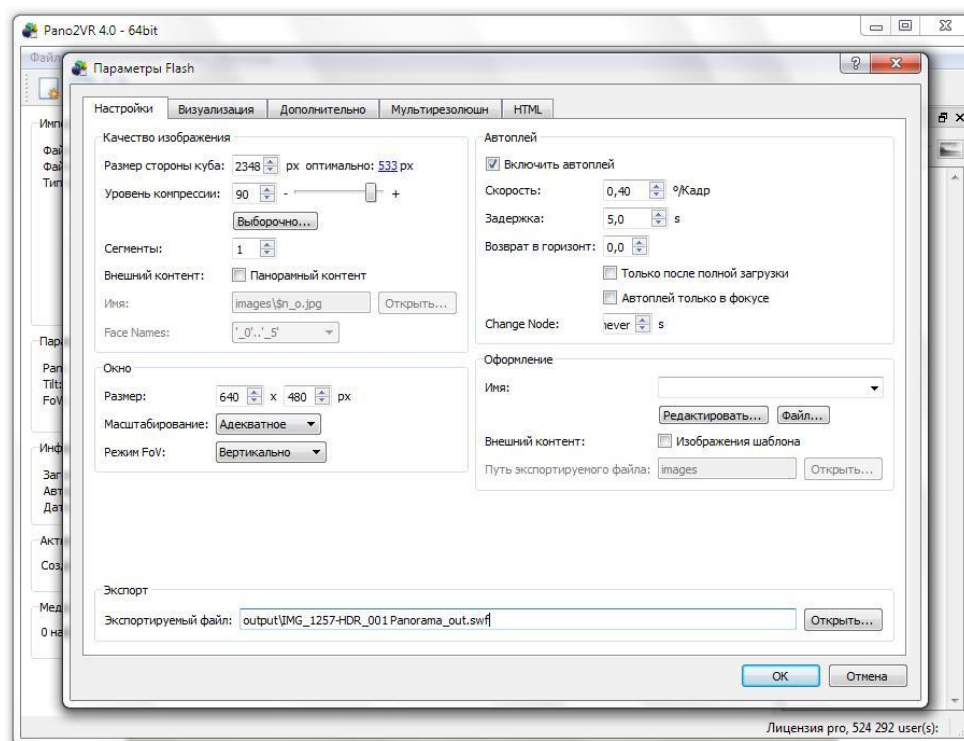 Pano2VR 4.0 - 64bit
Параметры Flash
Настройки Визуализация Дополнительно Мультирезолюшн HTML
Качество изображения
Размер стороны куба: 2348 px оптимально: 533 px
Уровень компрессии: 90 - +
Выборочно...
Сегменты: 1
Внешний контент: Панорамный контент
Имя: images\$n_o.jpg Открыть...
Face Names: '_0'..'_5'
Окно
Размер: 640 x 480 px
Масштабирование: Адекватное
Режим FoV: Вертикально
Автоплей
Включить автоплей
Скорость: 0,40 º/Кадр
Задержка: 5,0 s
Возврат в горизонт: 0,0
Только после полной загрузки
Автоплей только в фокусе
Change Node: never s
Оформление
Имя:
Редактировать... Файл...
Внешний контент: Изображения шаблона
Путь экспортируемого файла: images Открыть...
Экспорт
Экспортируемый файл: output\IMG_1257-HDR_001 Panorama_out.swf Открыть...
OK Отмена
Tilt:
FoV
0 на
Лицензия pro, 524 292 user(s):